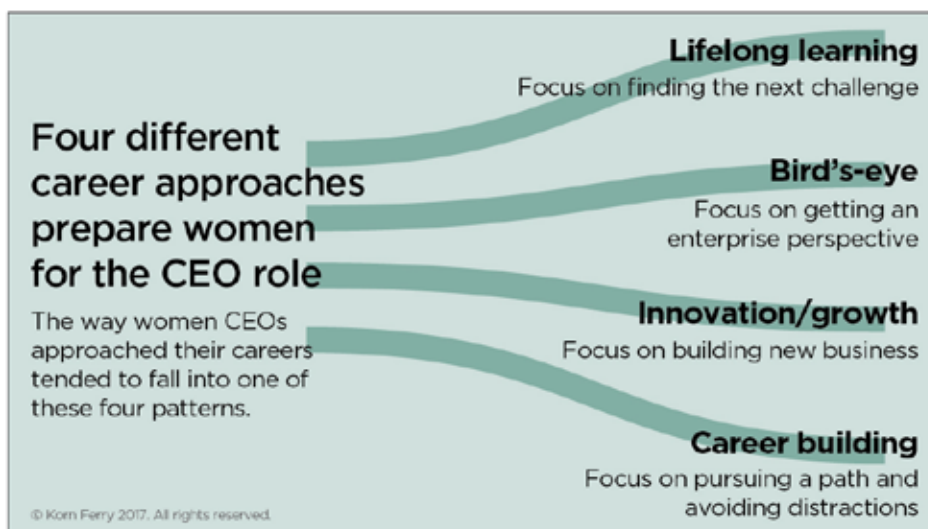 Four different
career approaches
prepare women
for the CEO role
The way women CEOs
approached their careers
tended to fall into one of
these four patterns.
Lifelong learning
Focus on finding the next challenge
Bird's-eye
Focus on getting an
enterprise perspective
Innovation/growth
Focus on building new business
Career building
Focus on pursuing a path and
avoiding distractions
© Korn Ferry 2017. All rights reserved.